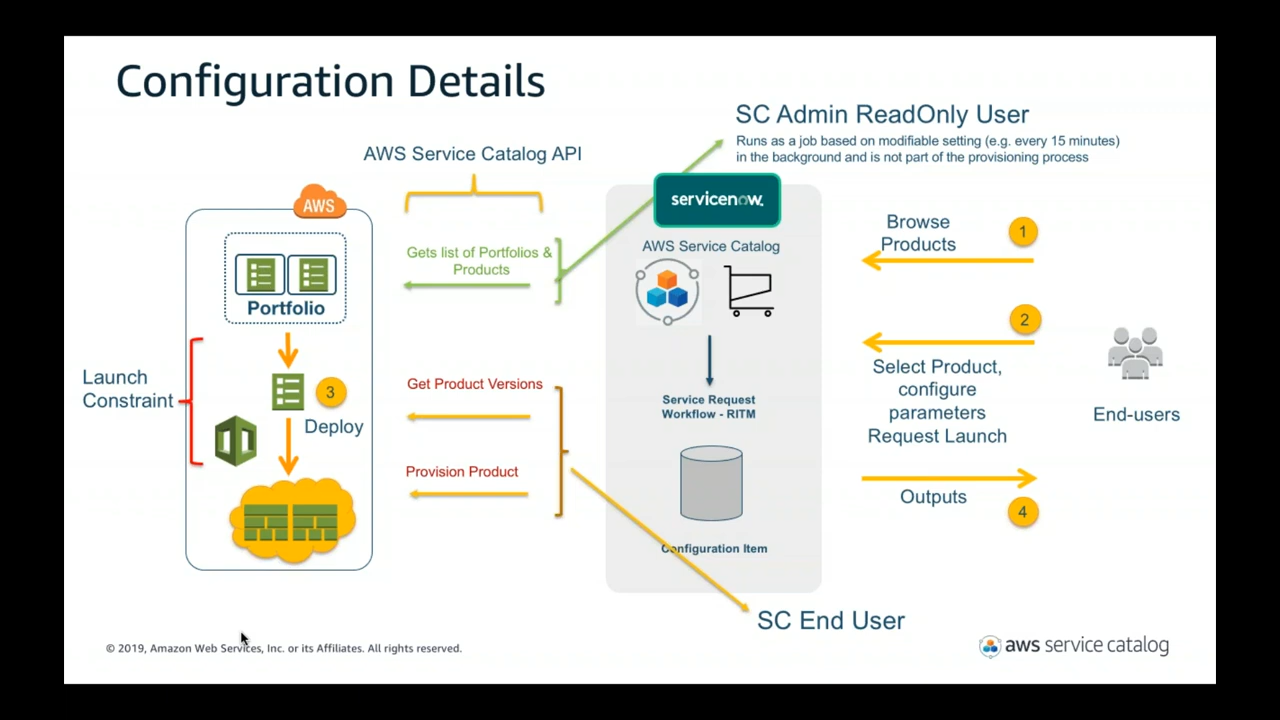 Configuration Details
SC Admin ReadOnly User
Runs as a job based on modifiable setting (e.g. every 15 minutes)
in the background and is not part of the provisioning process
AWS Service Catalog API
AWS
servicenow.
Browse
Products
1
Gets list of Portfolios &
Products
AWS Service Catalog
Portfolio
2
Select Product,
configure
parameters
Request Launch
Launch
Constraint
3
Deploy
Get Product Versions
Service Request
Workflow - RITM
End-users
Provision Product
Outputs
4
Configuration Item
SC End User
© 2019, Amazon Web Services, Inc. or its Affiliates. All rights reserved.
aws service catalog